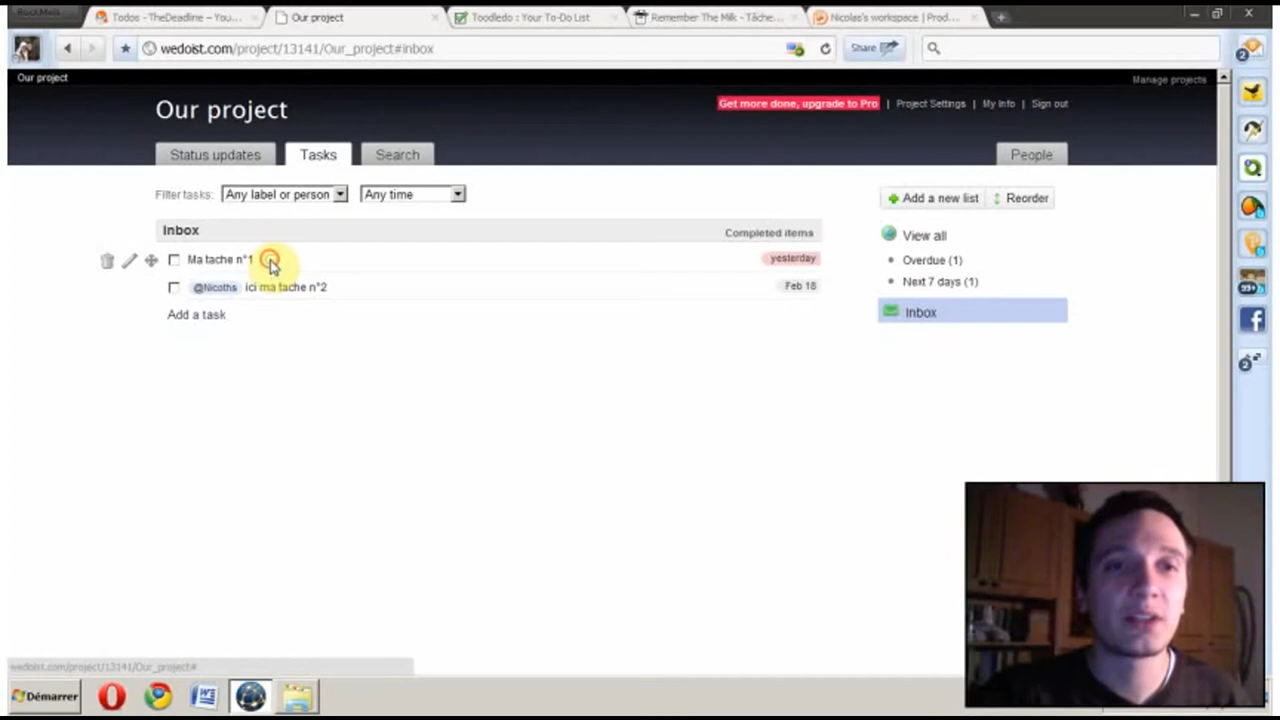 RockMelt
Todos - TheDeadline – You'...
Our project
Toodledo : Your To-Do List
Remember The Milk - Tâche...
Nicolas's workspace | Prod...
wedoist.com/project/13141/Our_project#inbox
Share
2
Our project
Manage projects
Our project
Get more done, upgrade to Pro | Project Settings | My Info | Sign out
Status updates
Tasks
Search
People
Filter tasks:
Any label or person
Any time
Add a new list
Reorder
Inbox
Completed items
View all
Ma tache n°1
yesterday
Overdue (1)
@Nicoths ici ma tache n°2
Feb 18
Next 7 days (1)
99+
Add a task
Inbox
2
wedoist.com/project/13141/Our_project#
Démarrer